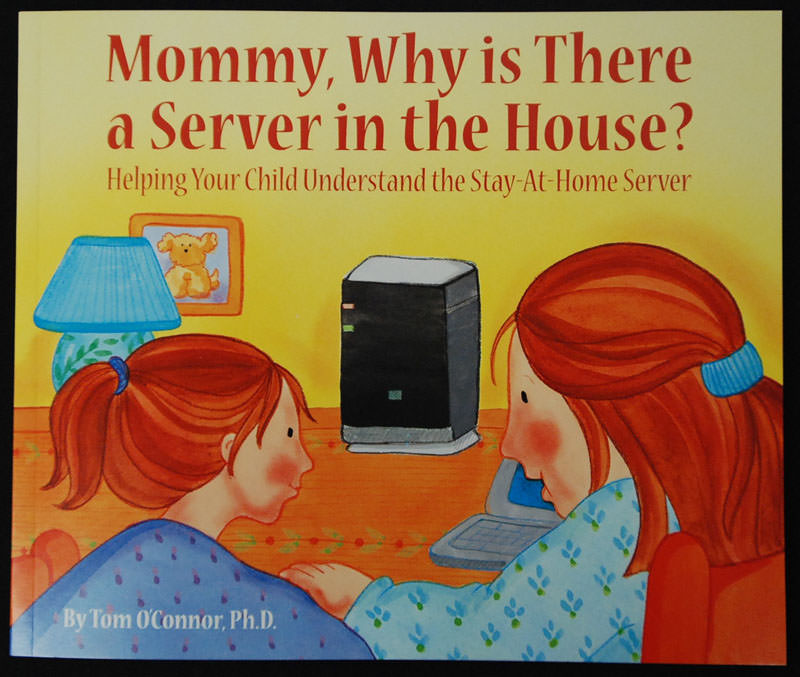 Mommy, Why is There
a Server in the House?
Helping Your Child Understand the Stay-At-Home Server
By Tom O'Connor, Ph.D.